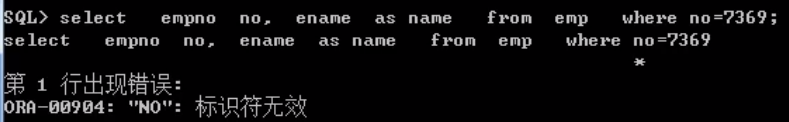 SQL> select empno no, ename as name from emp where no=7369;
select empno no, ename as name from emp where no=7369
*
第 1 行出现错误:
ORA-00904: "NO": 标识符无效